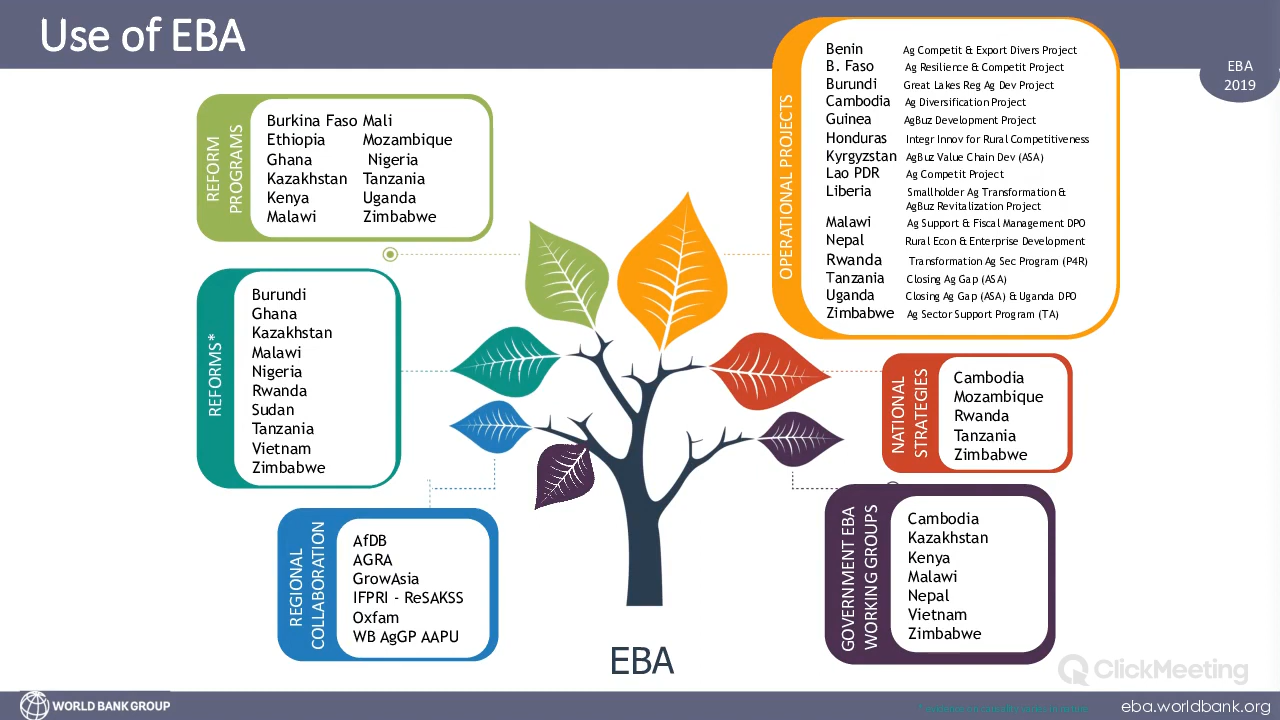 Use of EBA
EBA
2019
REFORM
PROGRAMS
Burkina Faso Mali
Ethiopia Mozambique
Ghana Nigeria
Kazakhstan Tanzania
Kenya Uganda
Malawi Zimbabwe
OPERATIONAL PROJECTS
Benin Ag Competit & Export Divers Project
B. Faso Ag Resilience & Competit Project
Burundi Great Lakes Reg Ag Dev Project
Cambodia Ag Diversification Project
Guinea AgBuz Development Project
Honduras Integr Innov for Rural Competitiveness
Kyrgyzstan AgBuz Value Chain Dev (ASA)
Lao PDR Ag Competit Project
Liberia Smallholder Ag Transformation &
AgBuz Revitalization Project
Malawi Ag Support & Fiscal Management DPO
Nepal Rural Econ & Enterprise Development
Rwanda Transformation Ag Sec Program (P4R)
Tanzania Closing Ag Gap (ASA)
Uganda Closing Ag Gap (ASA) & Uganda DPO
Zimbabwe Ag Sector Support Program (TA)
REFORMS*
Burundi
Ghana
Kazakhstan
Malawi
Nigeria
Rwanda
Sudan
Tanzania
Vietnam
Zimbabwe
NATIONAL
STRATEGIES
Cambodia
Mozambique
Rwanda
Tanzania
Zimbabwe
REGIONAL
COLLABORATION
AfDB
AGRA
GrowAsia
IFPRI - ReSAKSS
Oxfam
WB AgGP AAPU
GOVERNMENT EBA
WORKING GROUPS
Cambodia
Kazakhstan
Kenya
Malawi
Nepal
Vietnam
Zimbabwe
EBA
ClickMeeting
WORLD BANK GROUP
eba.worldbank.org